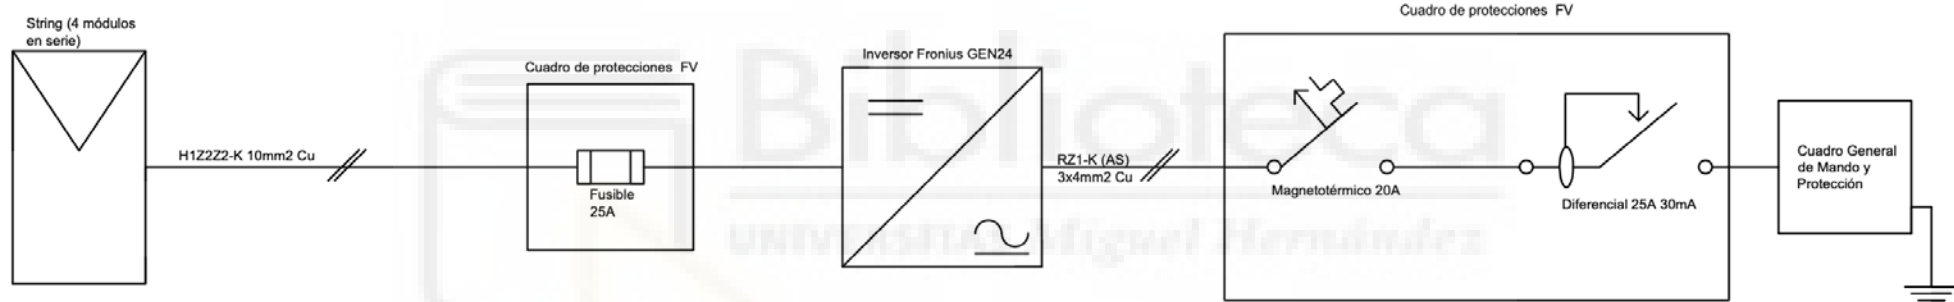 String (4 módulos
en serie)
H1Z2Z2-K 10mm2 Cu
Cuadro de protecciones FV
Fusible
25A
Inversor Fronius GEN24
RZ1-K (AS)
3x4mm2 Cu
Cuadro de protecciones FV
Magnetotérmico 20A
Diferencial 25A 30mA
Cuadro General
de Mando y
Protección
Biblioteca
UNIVERSITAS Miguel Hernández